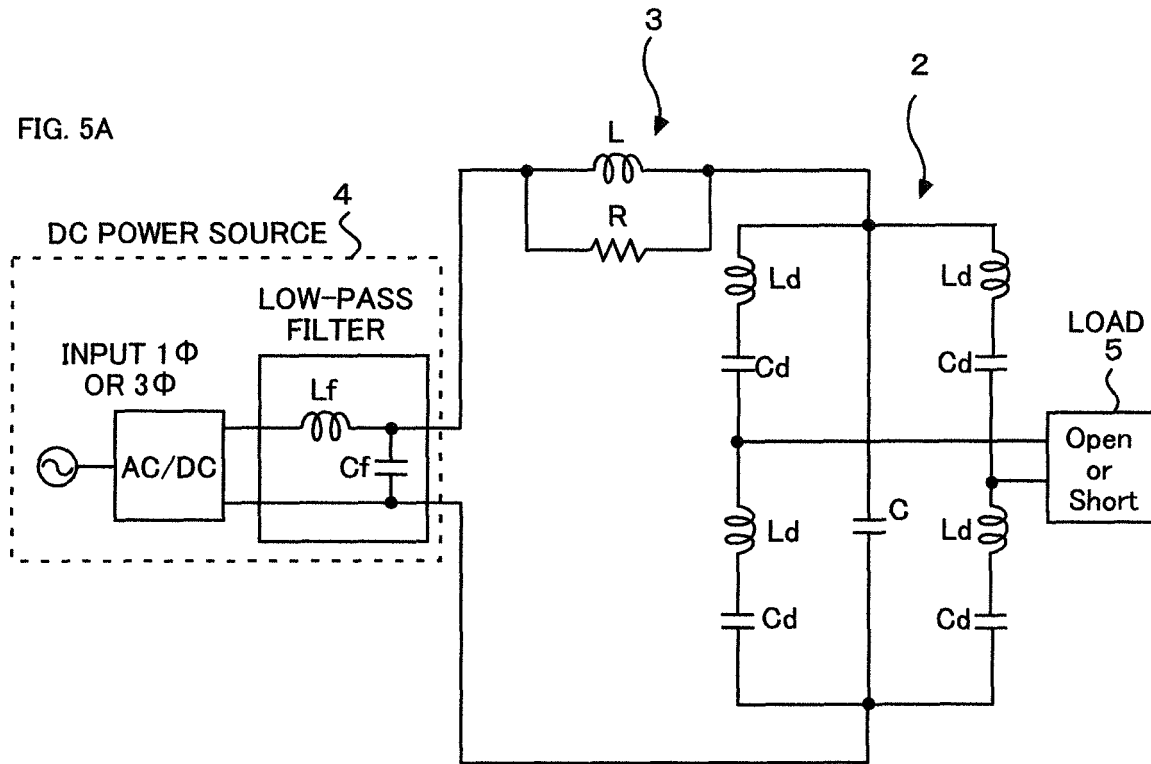 FIG. 5A
3
2
L
R
4
DC POWER SOURCE
LOW-PASS
FILTER
INPUT 1Φ
OR 3Φ
Lf
Cf
AC/DC
Ld
Cd
Ld
Cd
Ld
Cd
Ld
Cd
C
LOAD
5
Open
or
Short